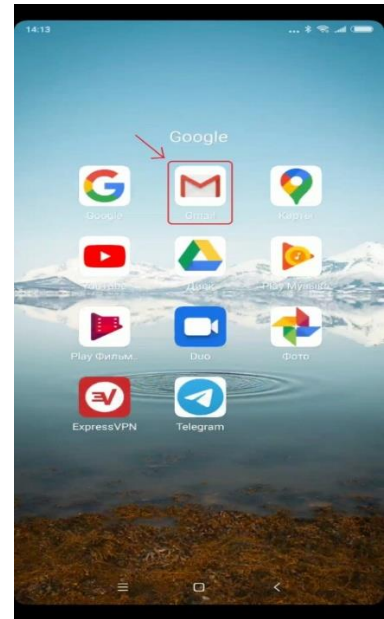 14:13
Google
Google
Gmail
Карты
YouTube
Диск
Play Музыка
Play Фильм..
Duo
Фото
ExpressVPN
Telegram